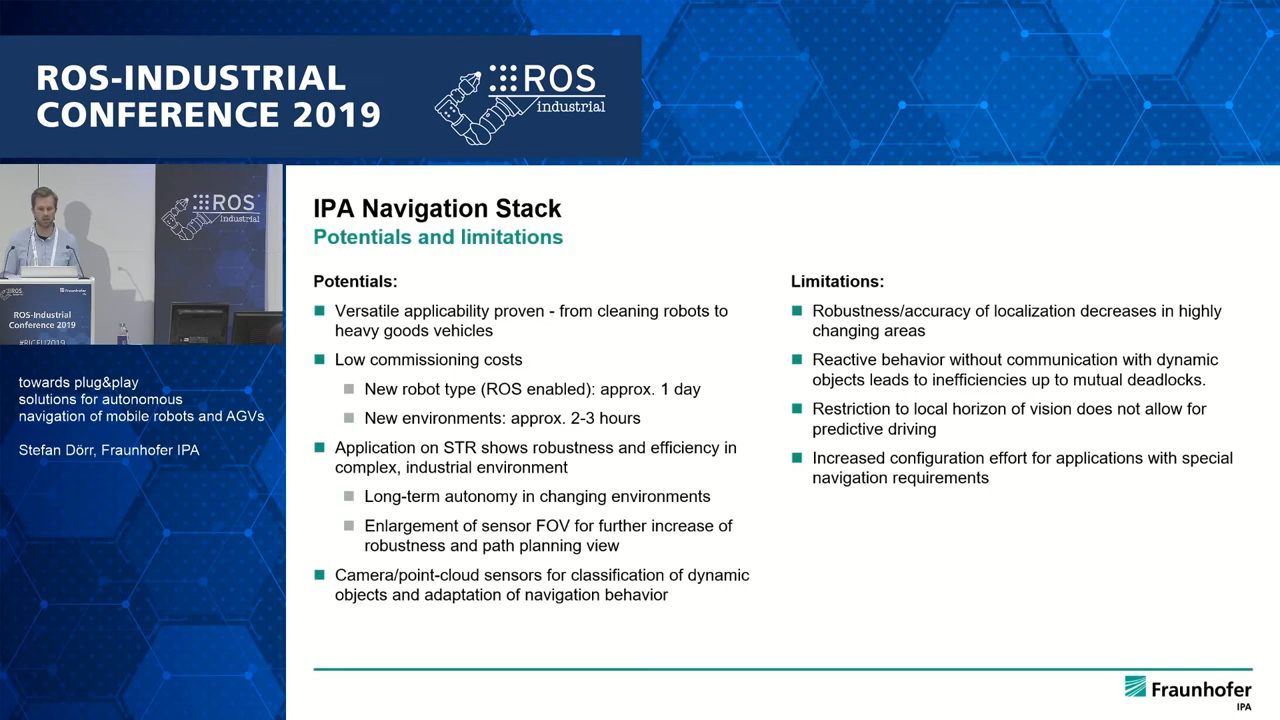 ROS-INDUSTRIAL
CONFERENCE 2019
ROS
industrial
ROS
industrial
ROS
Fraunhofer
ROS-Industrial
Conference 2019
#RICEU2019
towards plug&play
solutions for autonomous
navigation of mobile robots and AGVs
Stefan Dörr, Fraunhofer IPA
IPA Navigation Stack
Potentials and limitations
Potentials:
Versatile applicability proven - from cleaning robots to
heavy goods vehicles
Low commissioning costs
New robot type (ROS enabled): approx. 1 day
New environments: approx. 2-3 hours
Application on STR shows robustness and efficiency in
complex, industrial environment
Long-term autonomy in changing environments
Enlargement of sensor FOV for further increase of
robustness and path planning view
Camera/point-cloud sensors for classification of dynamic
objects and adaptation of navigation behavior
Limitations:
Robustness/accuracy of localization decreases in highly
changing areas
Reactive behavior without communication with dynamic
objects leads to inefficiencies up to mutual deadlocks.
Restriction to local horizon of vision does not allow for
predictive driving
Increased configuration effort for applications with special
navigation requirements
Fraunhofer
IPA